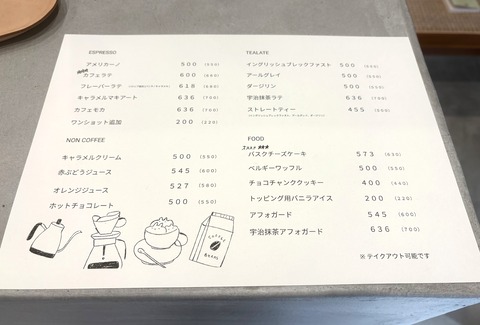 ESPRESSO
アメリカーノ 500 (550)
カフェラテ 600 (660)
フレーバーラテ 618 (680)
キャラメルマキアート 636 (700)
カフェモカ 636 (700)
ワンショット追加 200 (220)
NON COFFEE
キャラメルクリーム 500 (550)
赤ぶどうジュース 545 (600)
オレンジジュース 527 (580)
ホットチョコレート 500 (550)
TEALATE
イングリッシュブレックファスト 500 (550)
アールグレイ 500 (550)
ダージリン 500 (550)
宇治抹茶ラテ 636 (700)
ストレートティー 455 (500)
FOOD
オススメ ★★★
バスクチーズケーキ 573 (630)
ベルギーワッフル 500 (550)
チョコチャンククッキー 400 (440)
トッピング用バニラアイス 200 (220)
アフォガード 545 (600)
宇治抹茶アフォガード 636 (700)
COFFEE
BEANS
※テイクアウト可能です